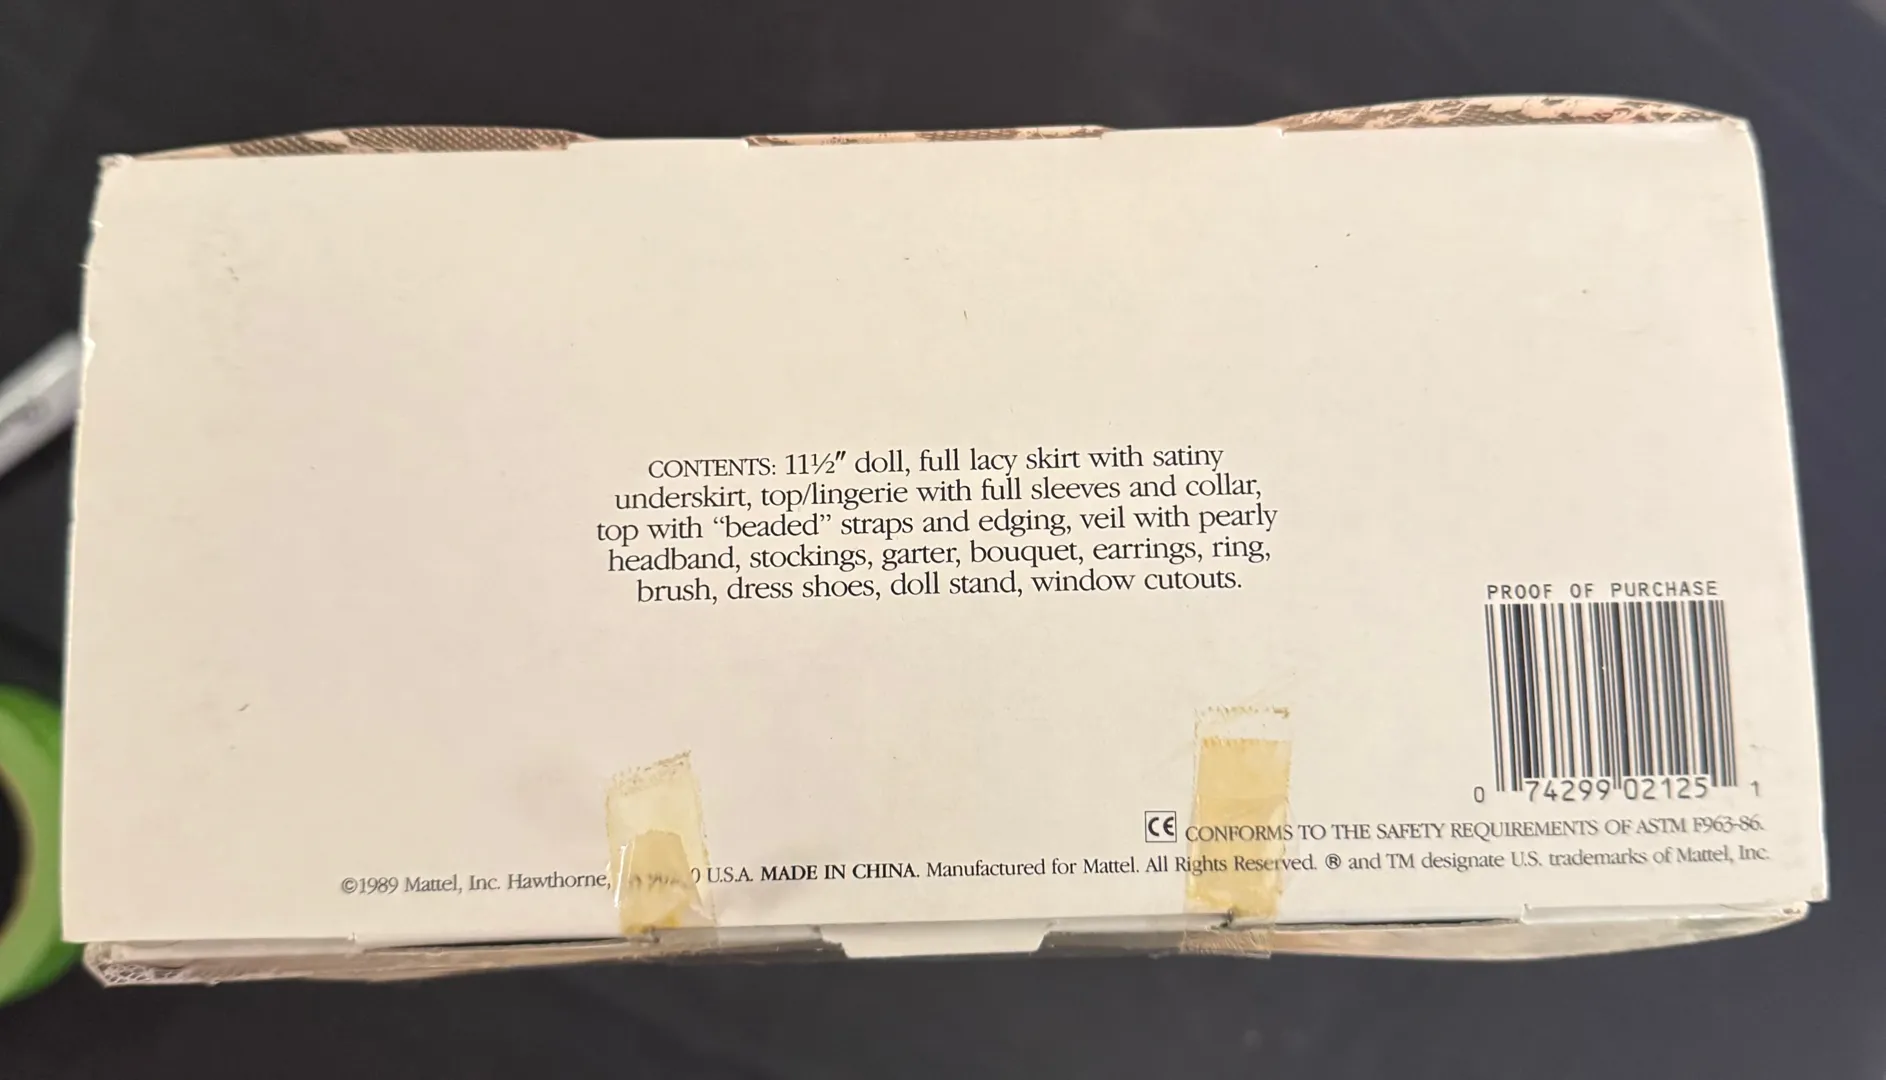 CONTENTS: 11½" doll, full lacy skirt with satiny
underskirt, top/lingerie with full sleeves and collar,
top with “beaded” straps and edging, veil with pearly
headband, stockings, garter, bouquet, earrings, ring,
brush, dress shoes, doll stand, window cutouts.
PROOF OF PURCHASE
0 74299 02125 1
CE CONFORMS TO THE SAFETY REQUIREMENTS OF ASTM F963-86.
©1989 Mattel, Inc. Hawthorne, U.S.A. MADE IN CHINA. Manufactured for Mattel. All Rights Reserved. ® and TM designate U.S. trademarks of Mattel, Inc.